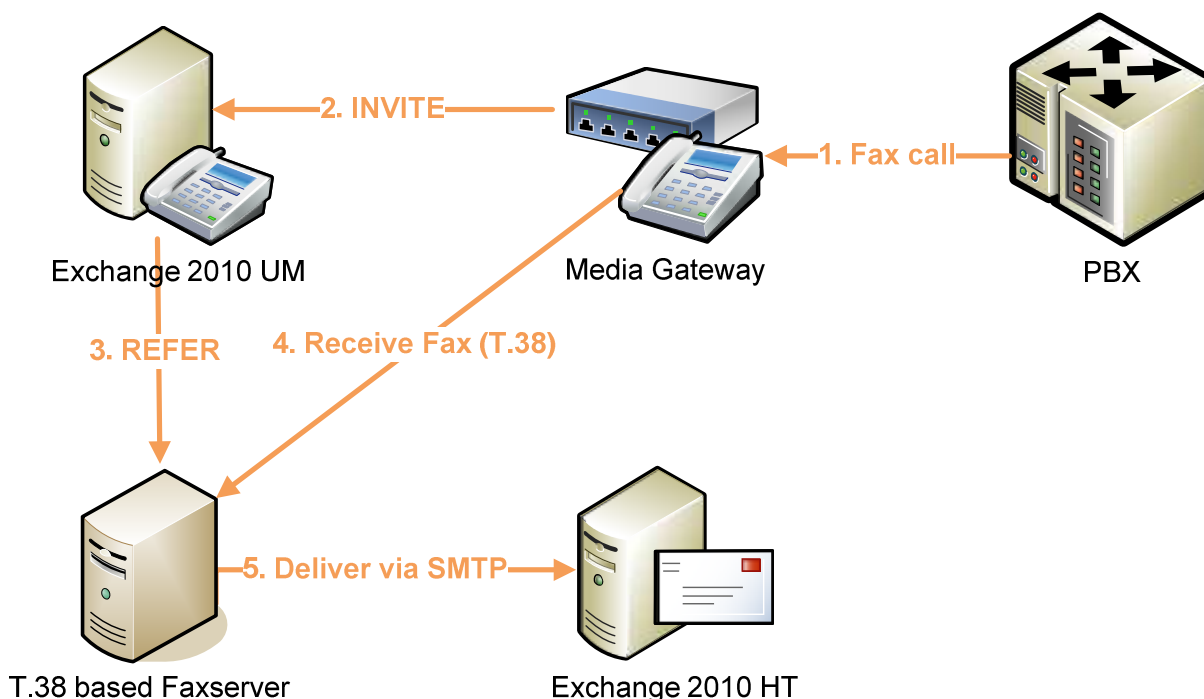 2. INVITE
1. Fax call
Exchange 2010 UM
Media Gateway
PBX
3. REFER
4. Receive Fax (T.38)
5. Deliver via SMTP
T.38 based Faxserver
Exchange 2010 HT